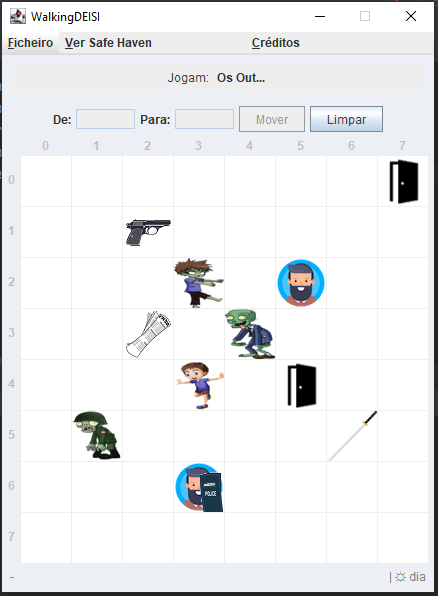 WalkingDEISI
Ficheiro Ver Safe Haven Créditos
Jogam: Os Out...
De: Para: Mover Limpar
0 1 2 3 4 5 6 7
0
1
2
3
4
5
POLICE
6
7
- | dia